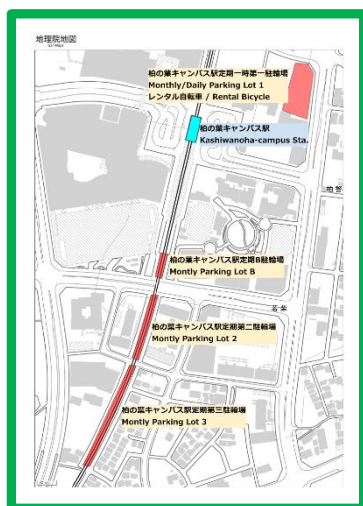 地理院地図
GSI Maps
柏の葉キャンパス駅定期一時第一駐輪場
Monthly/Daily Parking Lot 1
レンタル自転車 / Rental Bicycle
柏の葉キャンパス駅
Kashiwanoha-campus Sta.
柏の葉キャンパス駅定期B駐輪場
Montly Parking Lot B
若柴
柏の葉キャンパス駅定期第二駐輪場
Montly Parking Lot 2
柏の葉キャンパス駅定期第三駐輪場
Montly Parking Lot 3